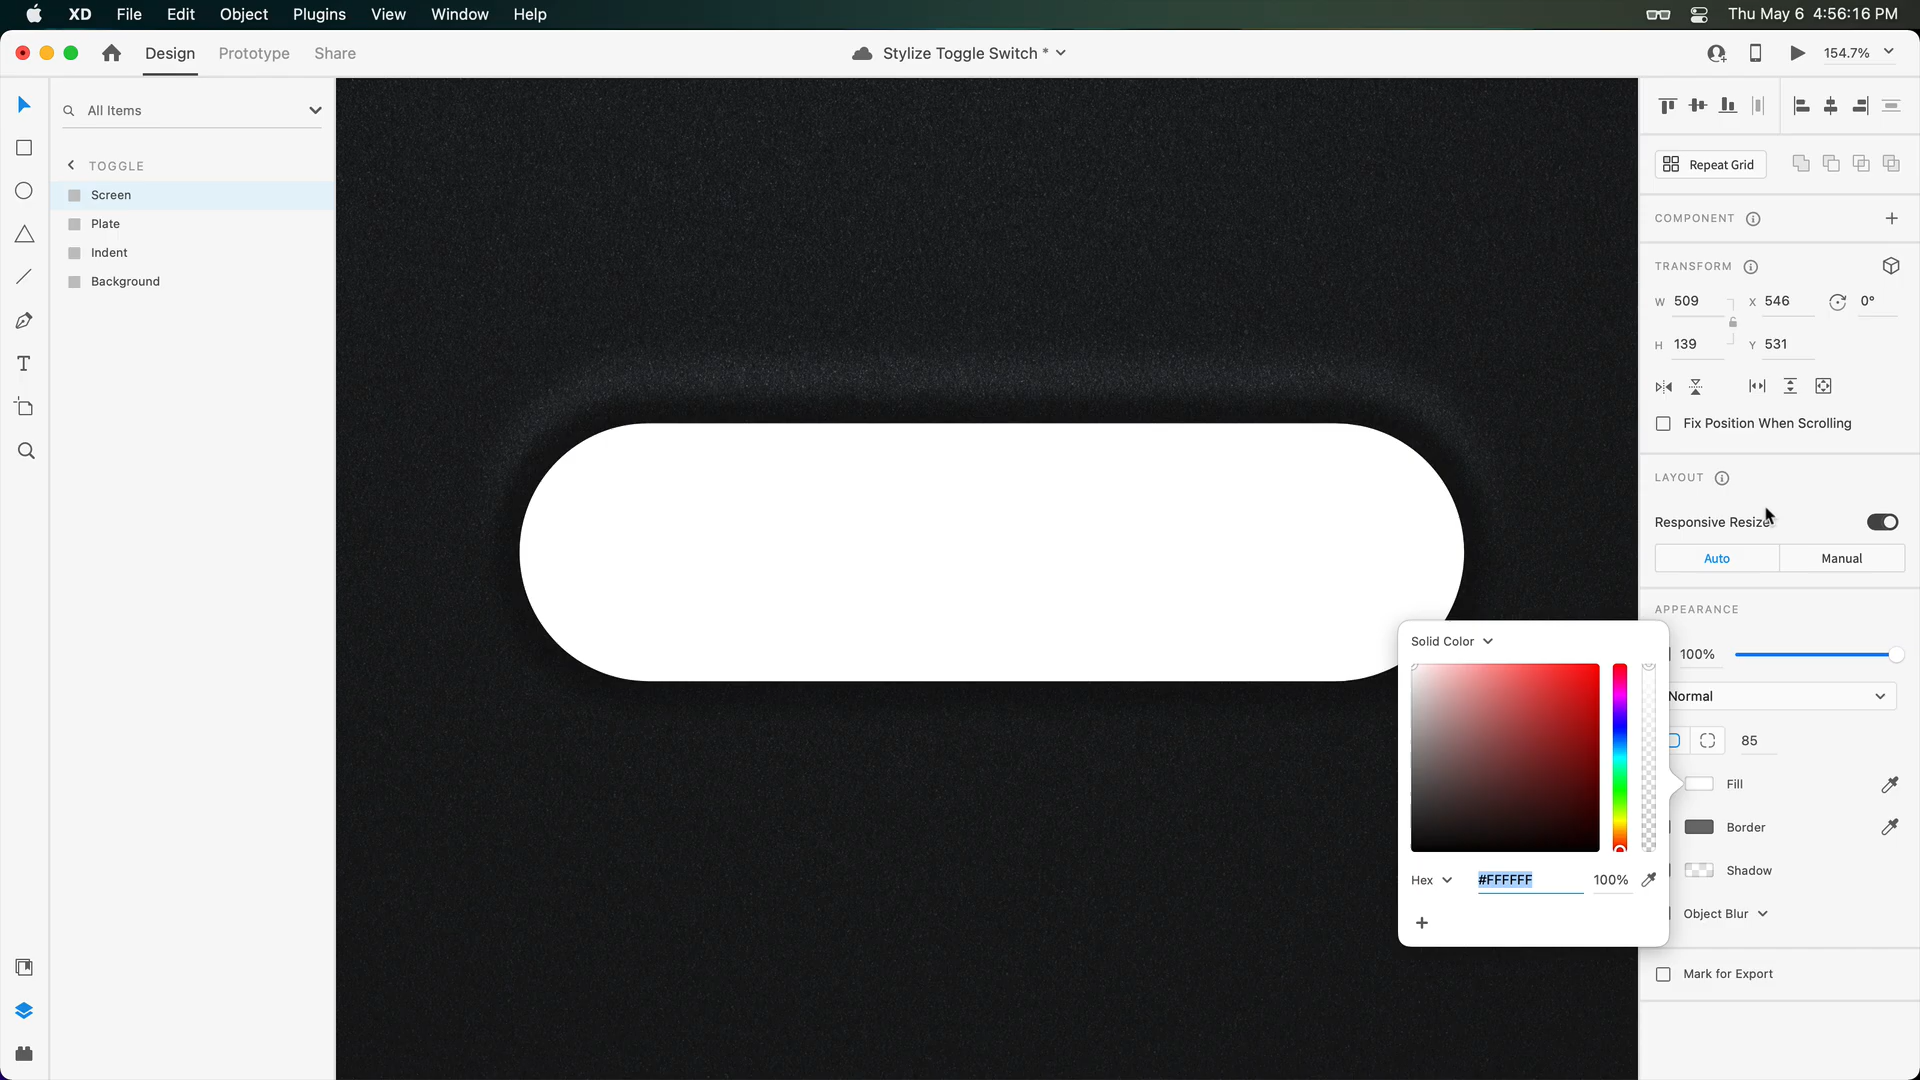 XD File Edit Object Plugins View Window Help Thu May 6 4:56:16 PM
Design Prototype Share Stylize Toggle Switch * 154.7%
All Items
TOGGLE
Screen
Plate
Indent
Background
Repeat Grid
COMPONENT
TRANSFORM
W 509 X 546 0°
H 139 Y 531
Fix Position When Scrolling
LAYOUT
Responsive Resize
Auto Manual
APPEARANCE
Solid Color
100%
Normal
85
Fill
Border
Hex #FFFFFF 100%
Shadow
Object Blur
Mark for Export
T